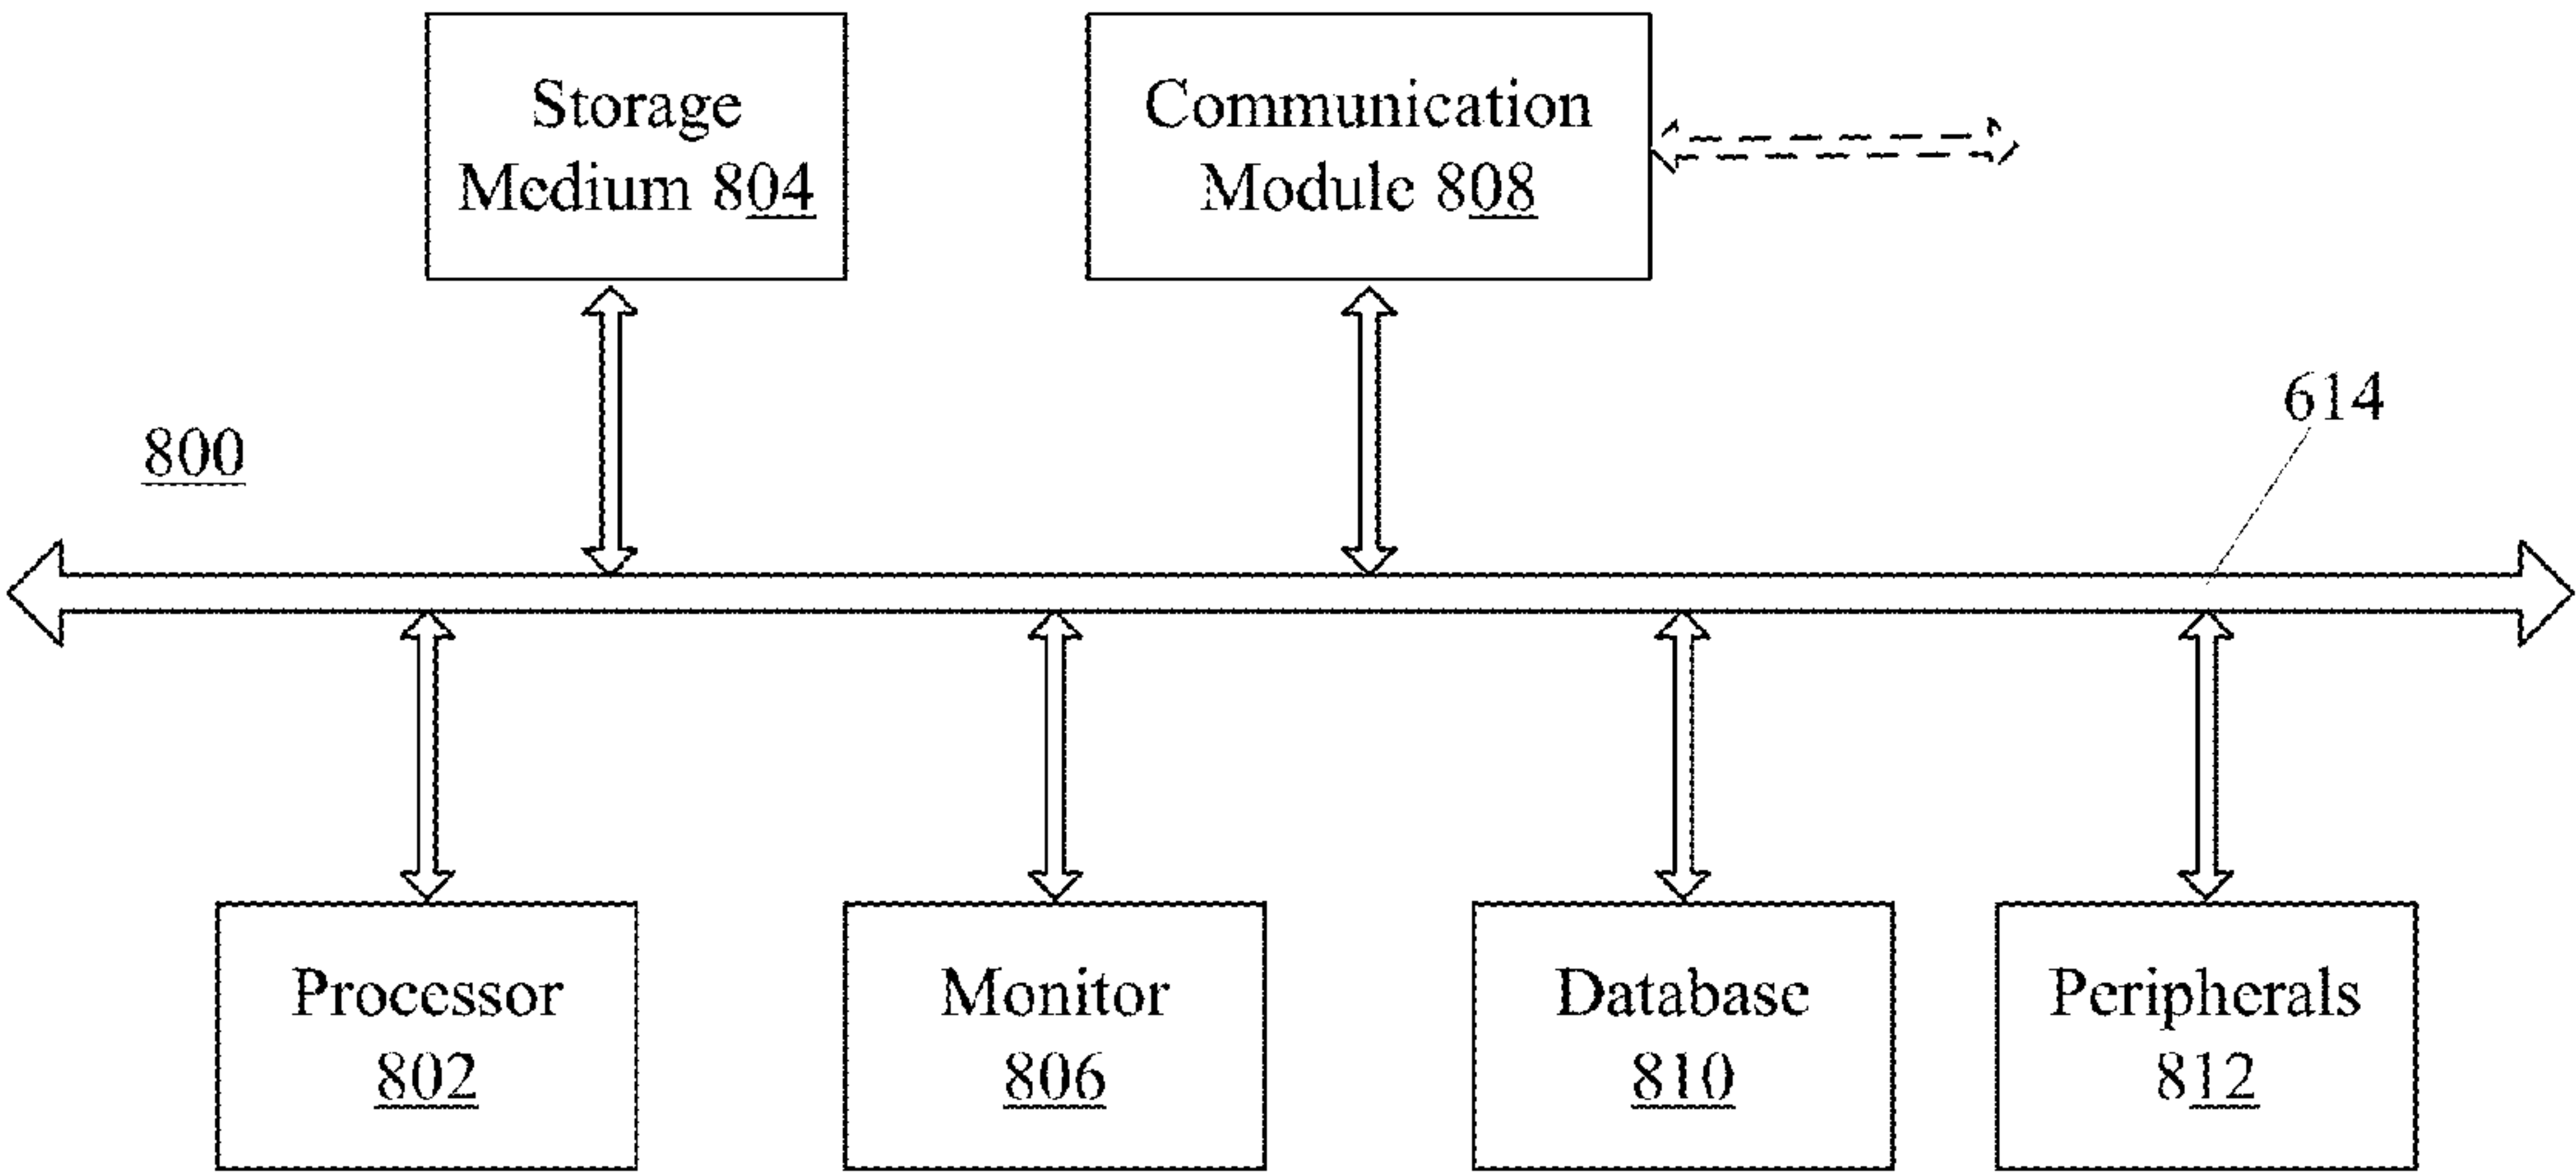 Storage
Medium 804
Communication
Module 808
614
800
Processor
802
Monitor
806
Database
810
Peripherals
812